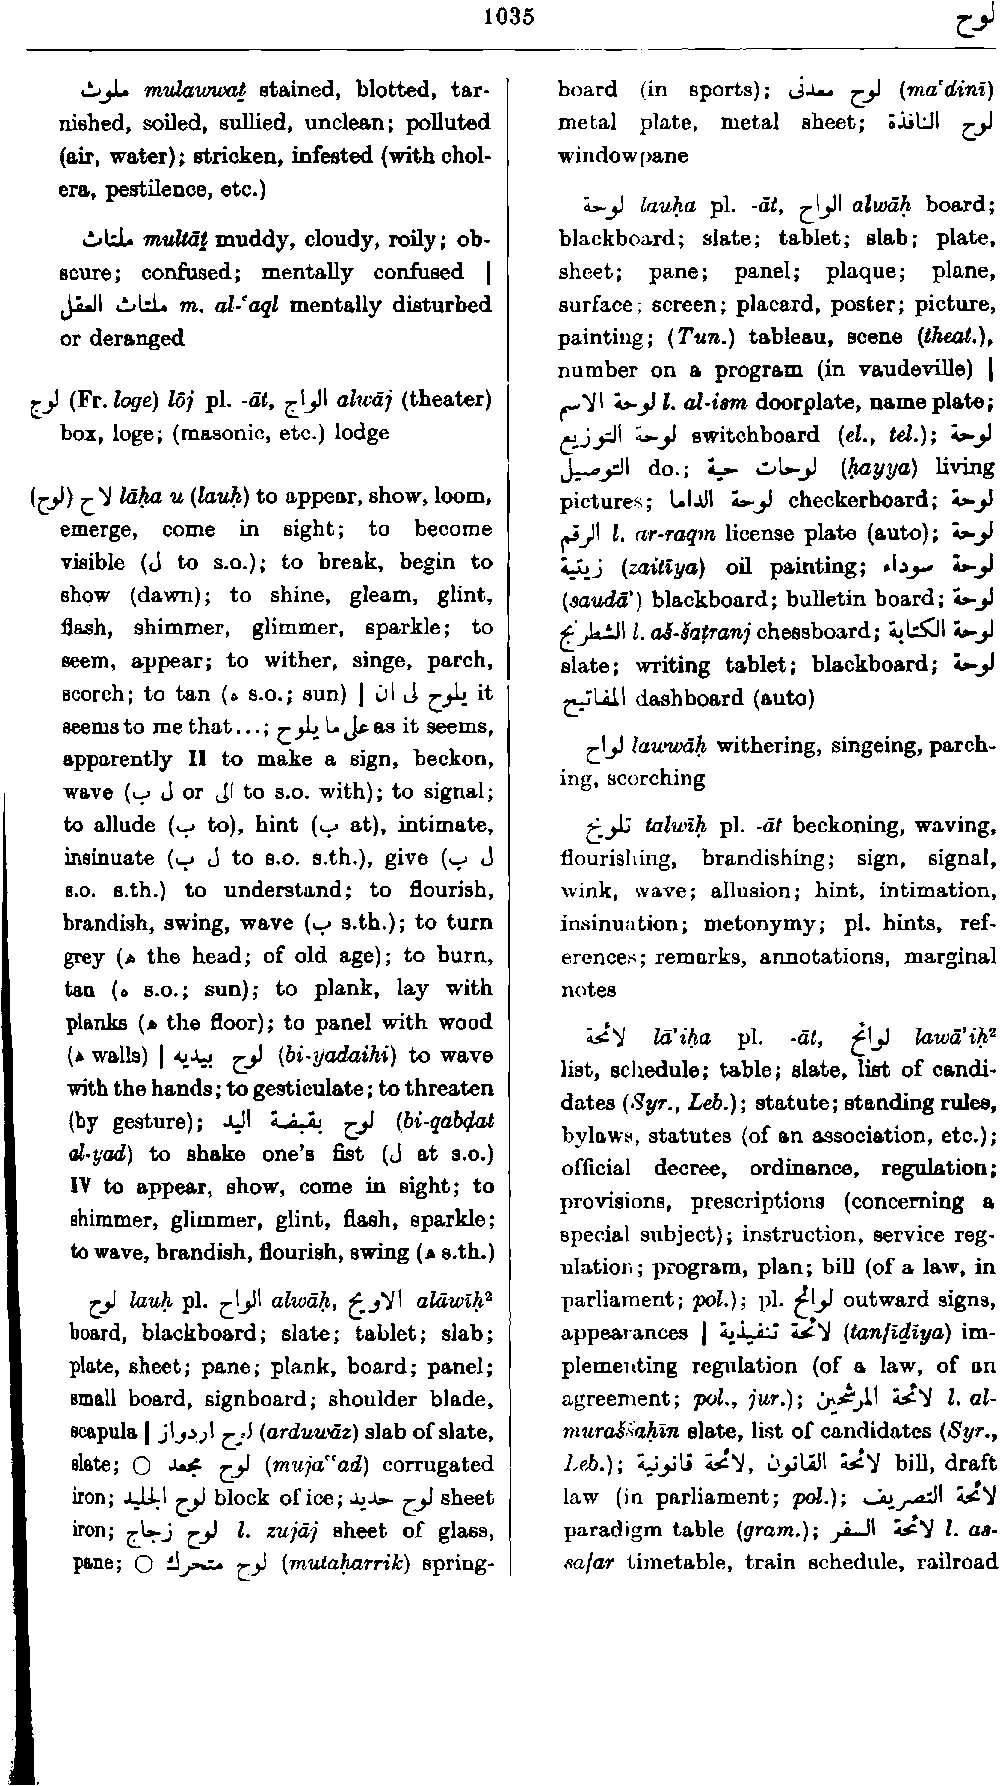 1035
لوح
ملوث mulawwaṯ stained, blotted, tar-
nished, soiled, sullied, unclean; polluted
(air, water); stricken, infested (with chol-
era, pestilence, etc.)
ملتاث multāṯ muddy, cloudy, roily; ob-
scure; confused; mentally confused |
ملتاث العقل m. al-ʿaql mentally disturbed
or deranged
لوج (Fr. loge) lōj pl. -āt, الواج alwāj (theater)
box, loge; (masonic, etc.) lodge
(لوح) لاح lāḥa u (lauḥ) to appear, show, loom,
emerge, come in sight; to become
visible (ل to s.o.); to break, begin to
show (dawn); to shine, gleam, glint,
flash, shimmer, glimmer, sparkle; to
seem, appear; to wither, singe, parch,
scorch; to tan (ه s.o.; sun) | يلوح لى ان it
seems to me that...; على ما يلوح as it seems,
apparently II to make a sign, beckon,
wave (ل ب or الى to s.o. with); to signal;
to allude (ب to), hint (ب at), intimate,
insinuate (ل ب to s.o. s.th.), give (ل ب
s.o. s.th.) to understand; to flourish,
brandish, swing, wave (ب s.th.); to turn
grey (ه the head; of old age); to burn,
tan (ه s.o.; sun); to plank, lay with
planks (ه the floor); to panel with wood
(ه walls) | لوح بيديه (bi-yadaihi) to wave
with the hands; to gesticulate; to threaten
(by gesture); لوح بقبضة اليد (bi-qabḍat
al-yad) to shake one's fist (ل at s.o.)
IV to appear, show, come in sight; to
shimmer, glimmer, glint, flash, sparkle;
to wave, brandish, flourish, swing (ه s.th.)
لوح lauḥ pl. الواح alwāḥ, الاويح alāwīḥ²
board, blackboard; slate; tablet; slab;
plate, sheet; pane; plank, board; panel;
small board, signboard; shoulder blade,
scapula | لوح اردواز (arduwāz) slab of slate,
slate; ○ لوح مجعد (mujaʿʿad) corrugated
iron; لوح الجليد block of ice; لوح حديد sheet
iron; لوح زجاج l. zujāj sheet of glass,
pane; ○ لوح متحرك (mutaḥarrik) spring-
board (in sports); لوح معدنى (maʿdinī)
metal plate, metal sheet; لوح النافذة
windowpane
لوحة lauḥa pl. -āt, الواح alwāḥ board;
blackboard; slate; tablet; slab; plate,
sheet; pane; panel; plaque; plane,
surface; screen; placard, poster; picture,
painting; (Tun.) tableau, scene (theat.),
number on a program (in vaudeville) |
لوحة الاسم l. al-ism doorplate, name plate;
لوحة التوزيع switchboard (el., tel.); لوحة
التوصيل do.; لوحات حية (ḥayya) living
pictures; لوحة الداما checkerboard; لوحة
الرقم l. ar-raqm license plate (auto); لوحة
زيتية (zaitīya) oil painting; لوحة سوداء
(saudāʾ) blackboard; bulletin board; لوحة
الشطرنج l. aš-šaṭranj chessboard; لوحة الكتابة
slate; writing tablet; blackboard; لوحة
المفاتيح dashboard (auto)
لواح lawwāḥ withering, singeing, parch-
ing, scorching
تلويح talwīḥ pl. -āt beckoning, waving,
flourishing, brandishing; sign, signal,
wink, wave; allusion; hint, intimation,
insinuation; metonymy; pl. hints, ref-
erences; remarks, annotations, marginal
notes
لائحة lāʾiḥa pl. -āt, لوائح lawāʾiḥ²
list, schedule; table; slate, list of candi-
dates (Syr., Leb.); statute; standing rules,
bylaws, statutes (of an association, etc.);
official decree, ordinance, regulation;
provisions, prescriptions (concerning a
special subject); instruction, service reg-
ulation; program, plan; bill (of a law, in
parliament; pol.); pl. لوائح outward signs,
appearances | لائحة تنفيذية (tanfīḏīya) im-
plementing regulation (of a law, of an
agreement; pol., jur.); لائحة المرشحين l. al-
muraššaḥīn slate, list of candidates (Syr.,
Leb.); لائحة القانون, لائحة قانونية bill, draft
law (in parliament; pol.); لائحة التصريف
paradigm table (gram.); لائحة السفر l. as-
safar timetable, train schedule, railroad